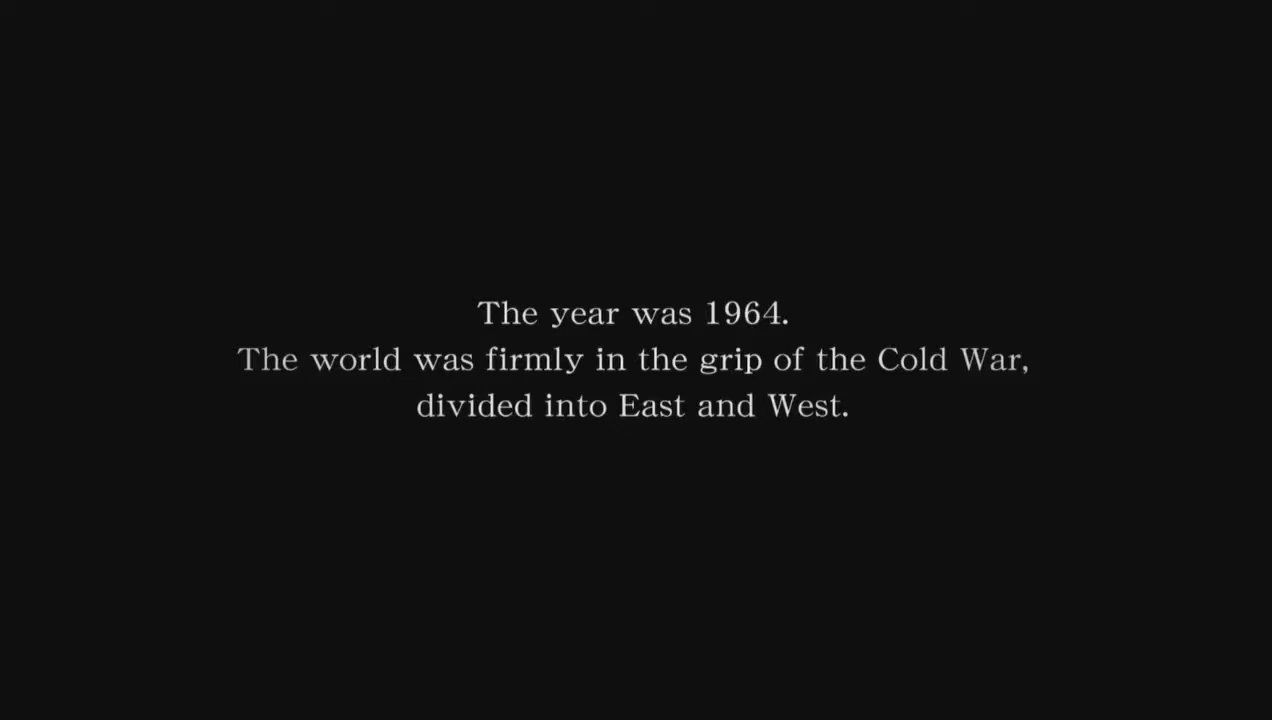 The year was 1964.
The world was firmly in the grip of the Cold War,
divided into East and West.